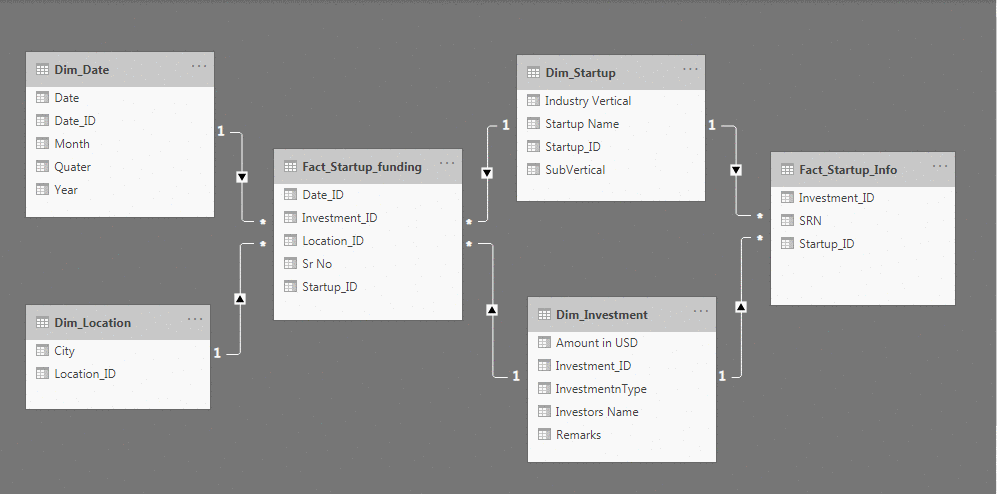 Dim_Date
Date
Date_ID
Month
Quater
Year
1
*
Dim_Location
City
Location_ID
1
*
Fact_Startup_funding
Date_ID
Investment_ID
Location_ID
Sr No
Startup_ID
*
*
Dim_Startup
Industry Vertical
Startup Name
Startup_ID
SubVertical
1
1
Dim_Investment
Amount in USD
Investment_ID
InvestmentnType
Investors Name
Remarks
1
1
Fact_Startup_Info
Investment_ID
SRN
Startup_ID
*
*